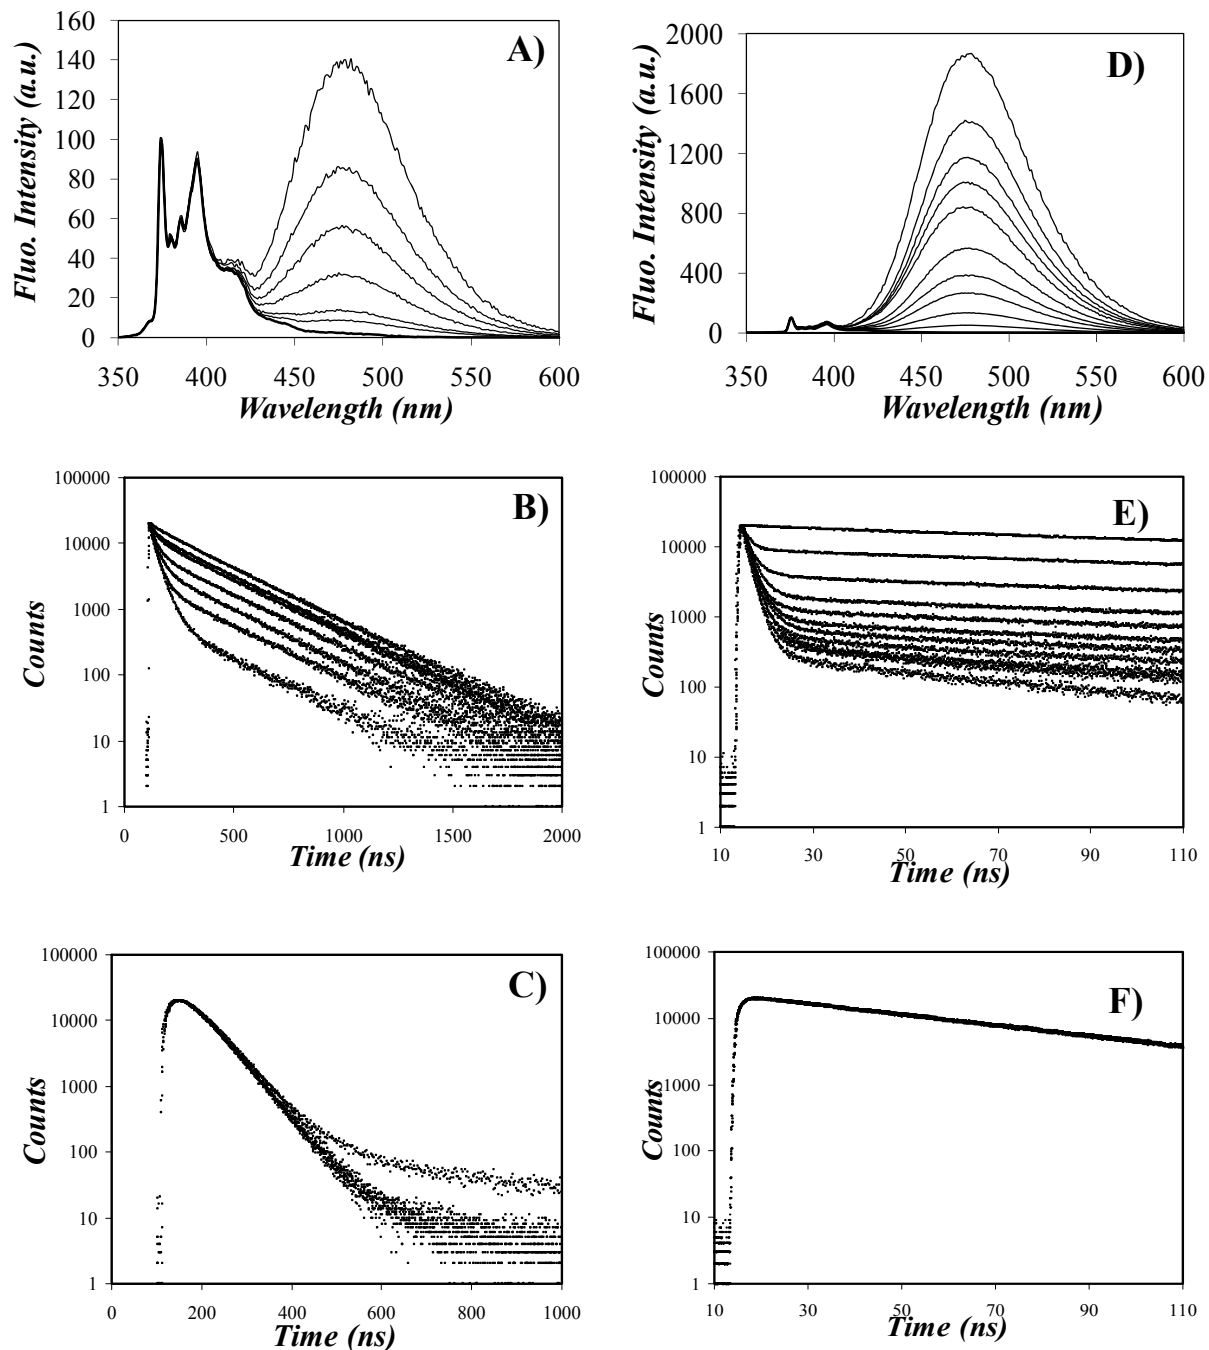 A)
Fluo. Intensity (a.u.)
160
140
120
100
80
60
40
20
0
350 400 450 500 550 600
Wavelength (nm)
D)
Fluo. Intensity (a.u.)
2000
1600
1200
800
400
0
350 400 450 500 550 600
Wavelength (nm)
B)
Counts
100000
10000
1000
100
10
1
0 500 1000 1500 2000
Time (ns)
E)
Counts
100000
10000
1000
100
10
1
10 30 50 70 90 110
Time (ns)
C)
Counts
100000
10000
1000
100
10
1
0 200 400 600 800 1000
Time (ns)
F)
Counts
100000
10000
1000
100
10
1
10 30 50 70 90 110
Time (ns)